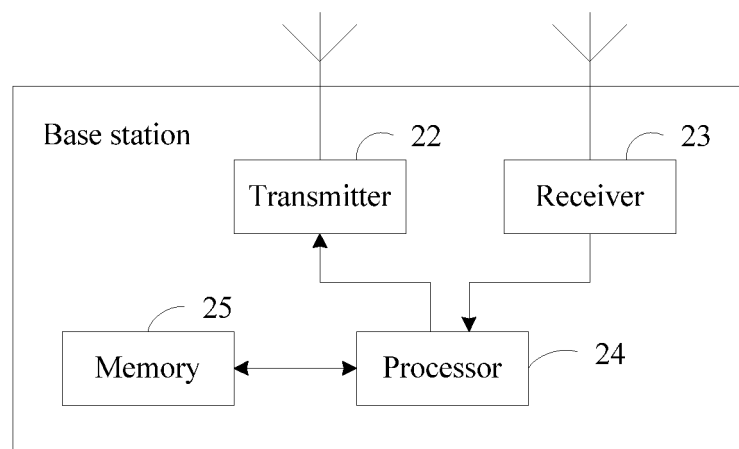 22
23
Base station
Transmitter
Receiver
25
24
Memory
Processor